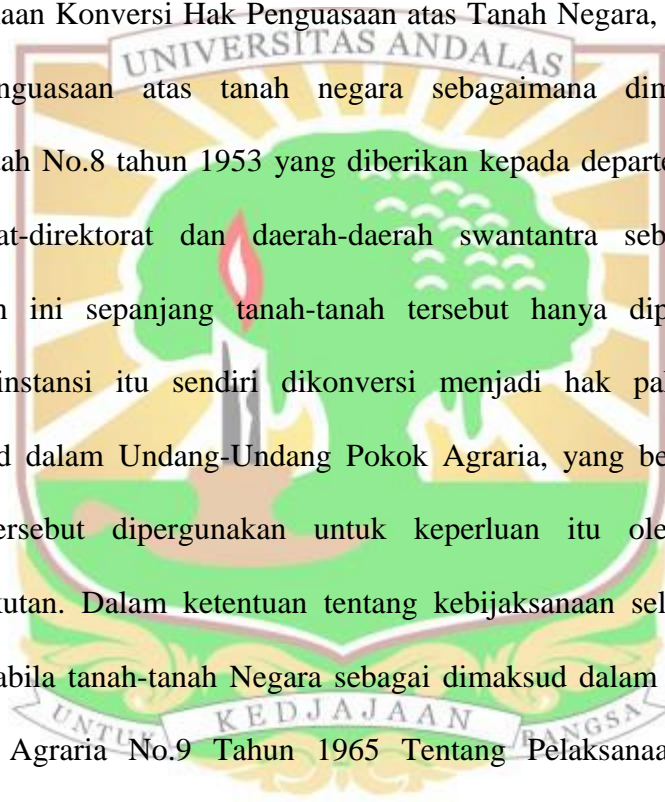 naan Konversi Hak Penguasaan atas Tanah Negara,
UNIVERSITAS ANDALAS
nguasaan atas tanah negara sebagaimana dim
ah No.8 tahun 1953 yang diberikan kepada departe
at-direktorat dan daerah-daerah swantantra seb
n ini sepanjang tanah-tanah tersebut hanya dip
instansi itu sendiri dikonversi menjadi hak pa
d dalam Undang-Undang Pokok Agraria, yang be
ersebut dipergunakan untuk keperluan itu ole
kutan. Dalam ketentuan tentang kebijaksanaan sel
abila tanah-tanah Negara sebagai dimaksud dalam
UNTUK KEDJAJAAN BANGSA
Agraria No.9 Tahun 1965 Tentang Pelaksanaa